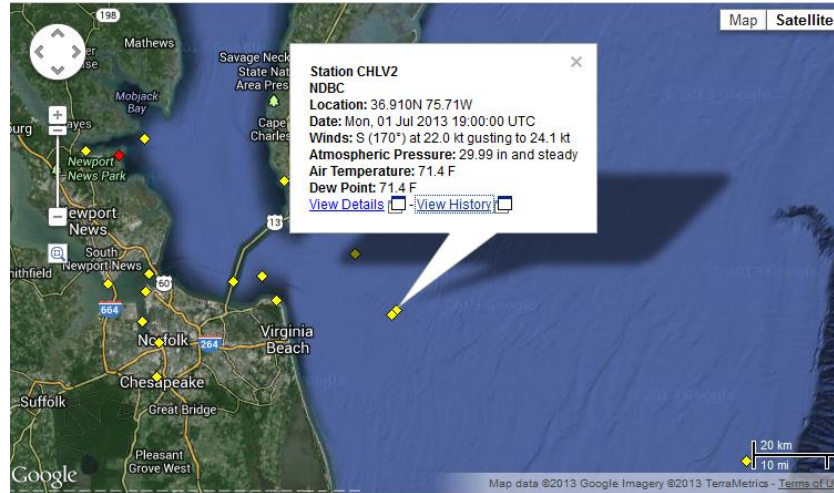 198
Map
Satellite
Mathews
Savage Neck
State Nat
Area Pres
Mobjack
Bay
Cape
Charles
Station CHLV2
NDBC
Location: 36.910N 75.71W
Date: Mon, 01 Jul 2013 19:00:00 UTC
Winds: S (170°) at 22.0 kt gusting to 24.1 kt
Atmospheric Pressure: 29.99 in and steady
Air Temperature: 71.4 F
Dew Point: 71.4 F
View Details - View History
ayes
urg
Newport
News Park
ewport
News
13
South
Newport News
hithfield
60
664
Norfolk
264
Virginia
Beach
Chesapeake
Suffolk
Great Bridge
Pleasant
Grove West
20 km
10 mi
Google
Map data ©2013 Google Imagery ©2013 TerraMetrics - Terms of U